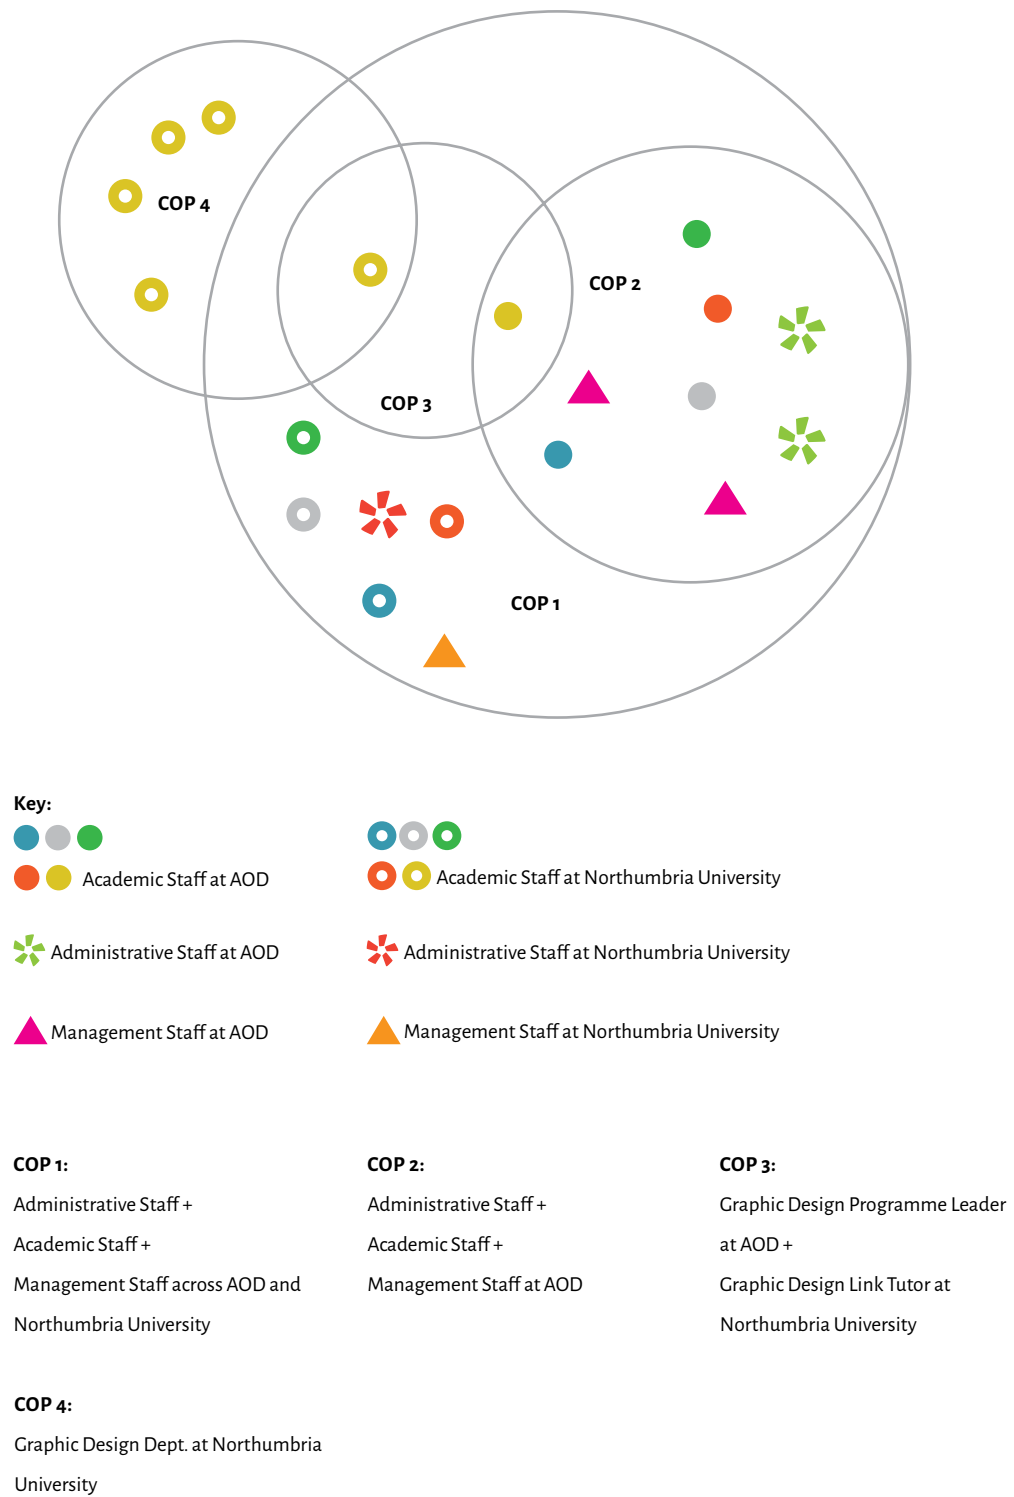 COP 4
COP 2
COP 3
COP 1
Key:
Academic Staff at AOD
Academic Staff at Northumbria University
Administrative Staff at AOD
Administrative Staff at Northumbria University
Management Staff at AOD
Management Staff at Northumbria University
COP 1:
Administrative Staff +
Academic Staff +
Management Staff across AOD and
Northumbria University
COP 2:
Administrative Staff +
Academic Staff +
Management Staff at AOD
COP 3:
Graphic Design Programme Leader
at AOD +
Graphic Design Link Tutor at
Northumbria University
COP 4:
Graphic Design Dept. at Northumbria
University